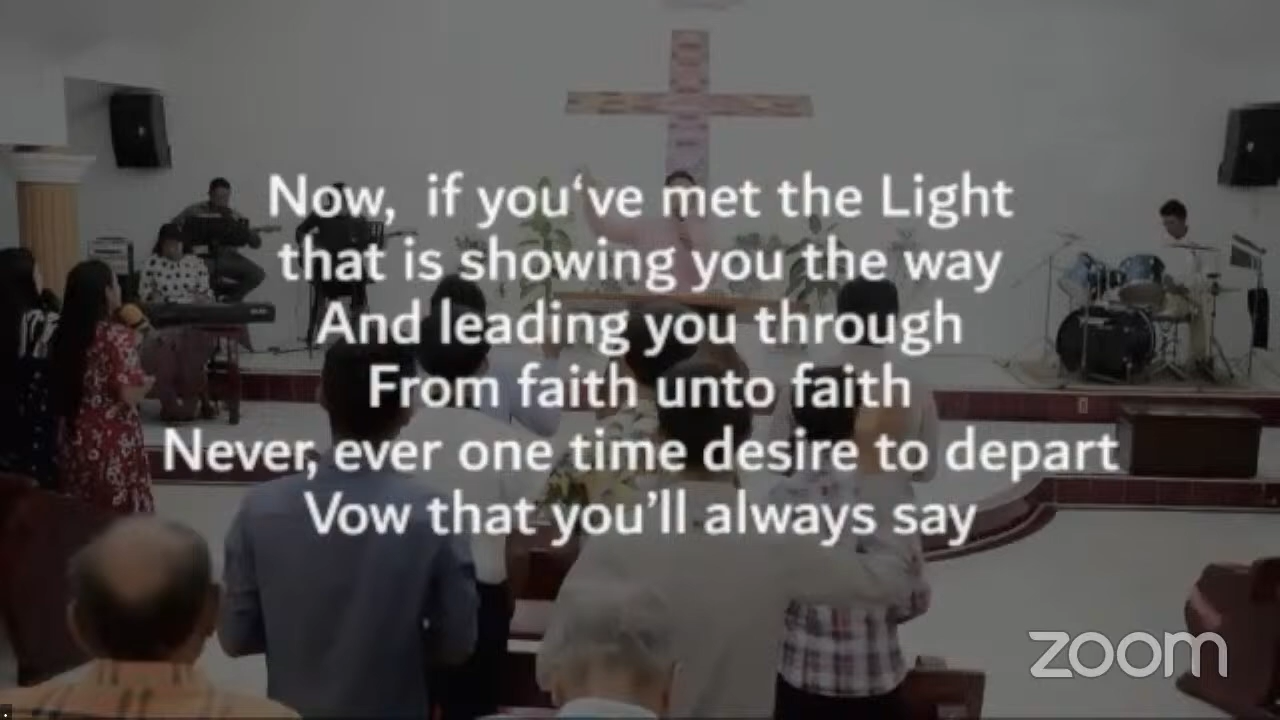 Now,  if you‘ve met the Light
that is showing you the way
And leading you through
From faith unto faith
Never, ever one time desire to depart
Vow that you’ll always say
zoom